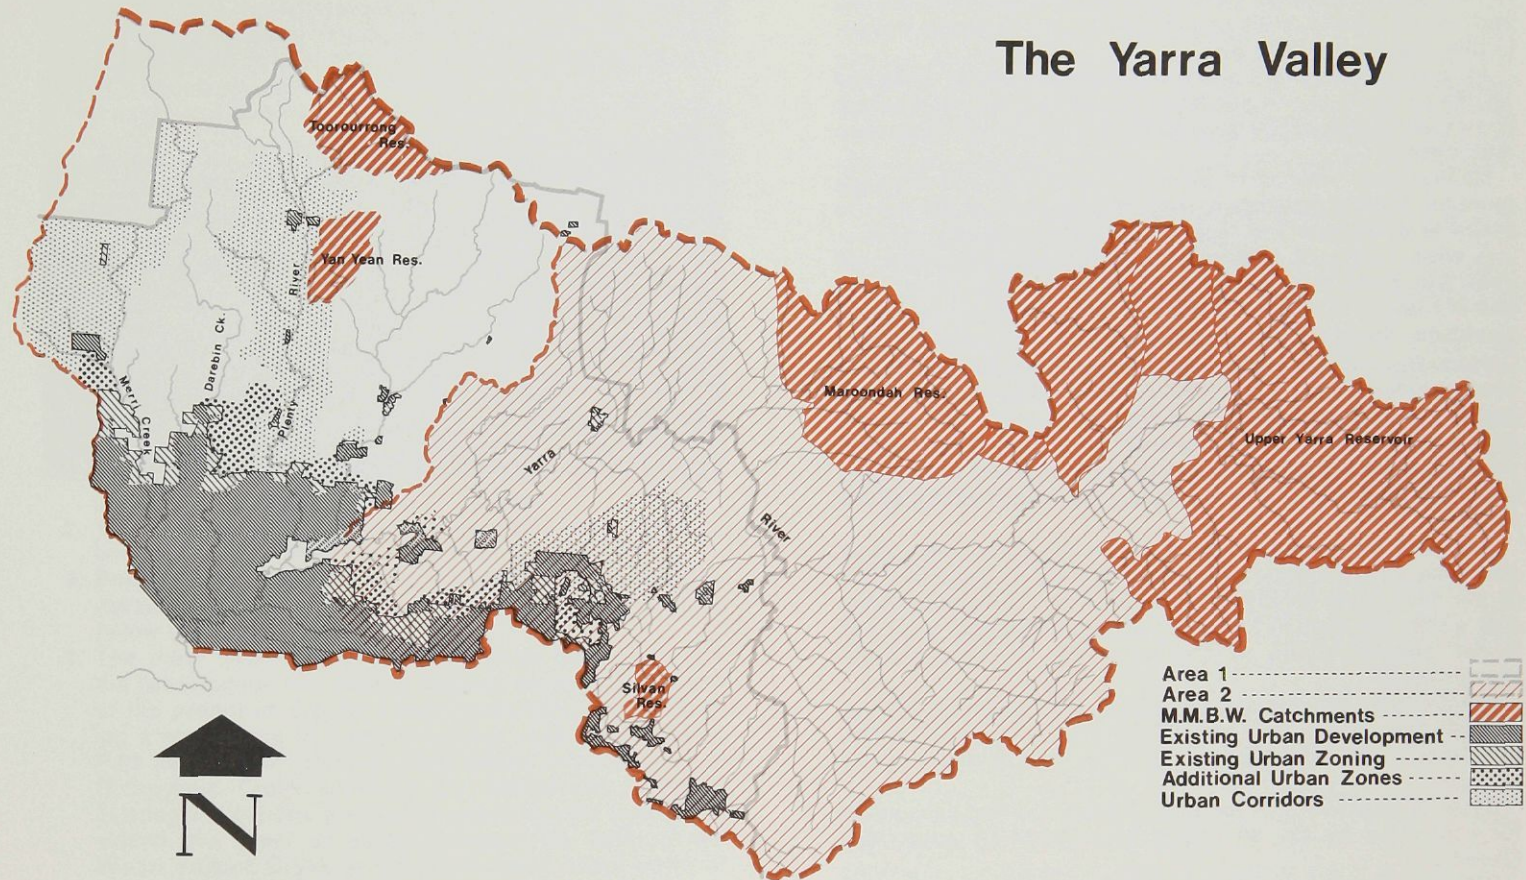 The Yarra Valley
Toorourrong
Res.
Yan Yean Res.
River
Darebin Ck.
Merri
Creek
Plenty
Maroondah Res.
Upper Yarra Reservoir
Yarra
River
Silvan
Res.
Area 1
Area 2
M.M.B.W. Catchments
Existing Urban Development
Existing Urban Zoning
Additional Urban Zones
Urban Corridors
N